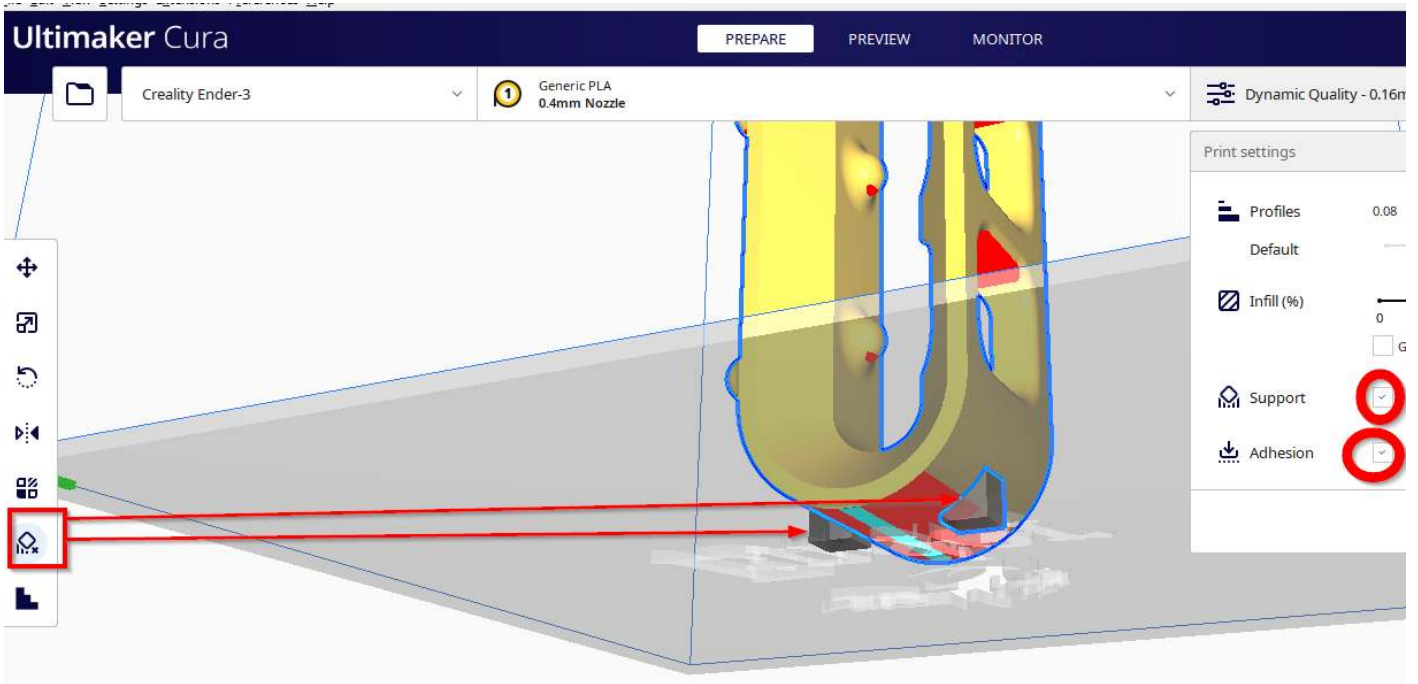 Ultimaker Cura
PREPARE
PREVIEW
MONITOR
Creality Ender-3
1
Generic PLA
0.4mm Nozzle
Dynamic Quality - 0.16m
Print settings
Profiles
0.08
Default
Infill (%)
0
G
Support
Adhesion